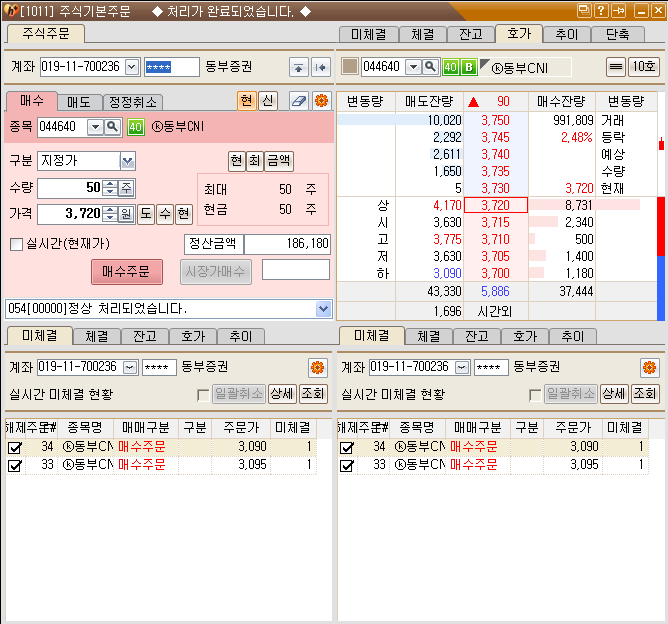 [1011] 주식기본주문 ◆ 처리가 완료되었습니다. ◆
주식주문
계좌 019-11-700236 **** 동부증권
매수 매도 정정취소 현 신
종목 044640 40 ⓚ동부CNI
구분 지정가 현 최 금액
수량 50 주 최대 50 주
가격 3,720 원 도 수 현 현금 50 주
실시간(현재가) 정산금액 186,180
매수주문 시장가매수
054[00000]정상 처리되었습니다.
미체결 체결 잔고 호가 추이 단축
044640 40 B ⓚ동부CNI 10호
변동량 매도잔량 ▲ 90 매수잔량 변동량
10,020 3,750 991,809 거래
2,292 3,745 2,48% 등락
2,611 3,740 예상
1,650 3,735 수량
5 3,730 3,720 현재
상 4,170 3,720 8,731
시 3,630 3,715 2,340
고 3,775 3,710 500
저 3,630 3,705 1,400
하 3,090 3,700 1,180
43,330 5,886 37,444
1,696 시간외
미체결 체결 잔고 호가 추이
계좌 019-11-700236 **** 동부증권
실시간 미체결 현황 일괄취소 상세 조회
해제 주문# 종목명 매매구분 구분 주문가 미체결
34 ⓚ동부CN 매수주문 3,090 1
33 ⓚ동부CN 매수주문 3,095 1
미체결 체결 잔고 호가 추이
계좌 019-11-700236 **** 동부증권
실시간 미체결 현황 일괄취소 상세 조회
해제 주문# 종목명 매매구분 구분 주문가 미체결
34 ⓚ동부CN 매수주문 3,090 1
33 ⓚ동부CN 매수주문 3,095 1